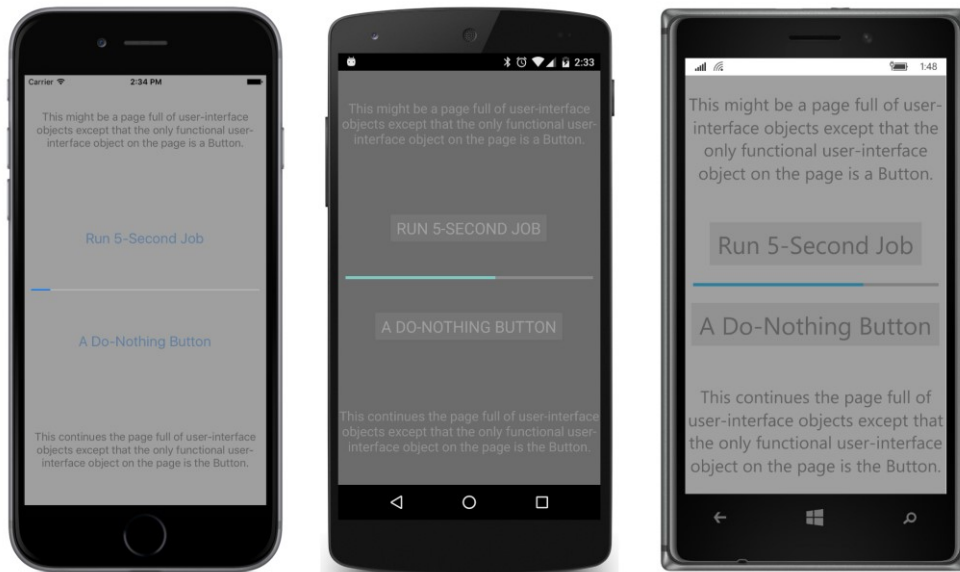 Carrier
2:34 PM
This might be a page full of user-interface
objects except that the only functional user-
interface object on the page is a Button.
Run 5-Second Job
A Do-Nothing Button
This continues the page full of user-interface
objects except that the only functional user-
interface object on the page is the Button.
2:33
This might be a page full of user-interface
objects except that the only functional user-
interface object on the page is a Button.
RUN 5-SECOND JOB
A DO-NOTHING BUTTON
This continues the page full of user-interface
objects except that the only functional user-
interface object on the page is the Button.
1:48
This might be a page full of user-
interface objects except that the
only functional user-interface
object on the page is a Button.
Run 5-Second Job
A Do-Nothing Button
This continues the page full of
user-interface objects except that
the only functional user-interface
object on the page is the Button.